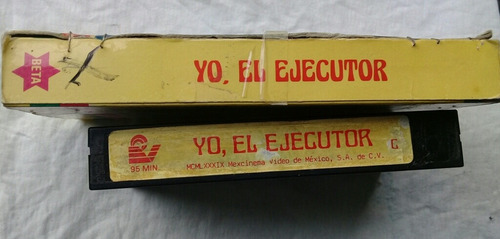 BETA
YO, EL EJECUTOR
YO, EL EJECUTOR
95 MIN.
MCMLXXXIX Mexcinema Video de México, S.A. de C.V.
C